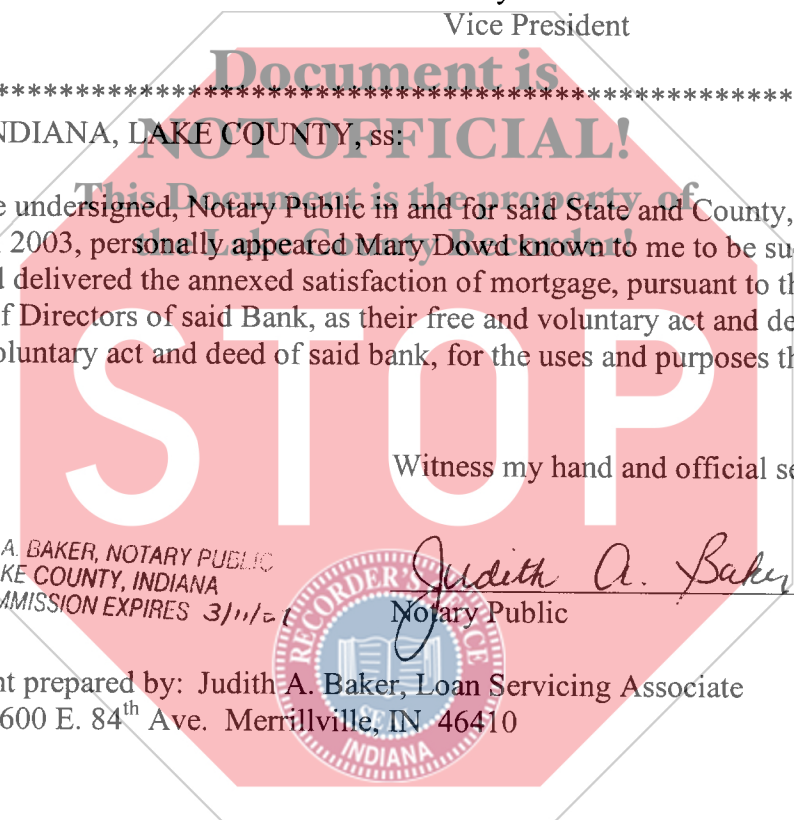 Vice President
Document is
************************************************************
NDIANA, LAKE COUNTY, ss:
NOT OFFICIAL!
This Document is the property of
e undersigned, Notary Public in and for said State and County,
the Lake County Recorder!
2003, personally appeared Mary Dowd known to me to be su
d delivered the annexed satisfaction of mortgage, pursuant to th
f Directors of said Bank, as their free and voluntary act and de
oluntary act and deed of said bank, for the uses and purposes th
STOP
Witness my hand and official se
A. BAKER, NOTARY PUBLIC
KE COUNTY, INDIANA
MMISSION EXPIRES
Judith A. Baker
Notary Public
RECORDER'S OFFICE
SEAL
INDIANA
nt prepared by: Judith A. Baker, Loan Servicing Associate
600 E. 84th Ave. Merrillville, IN 46410